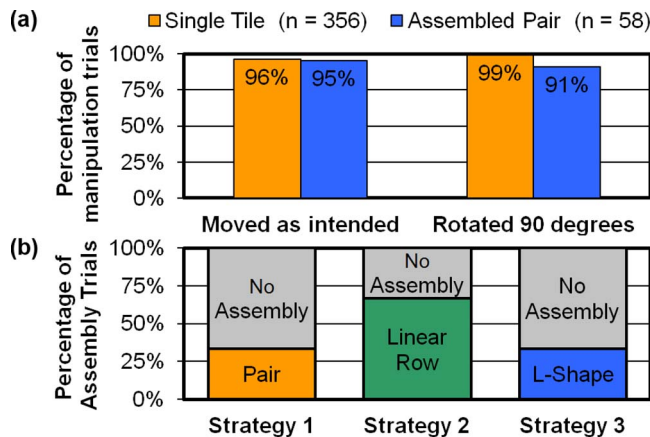 Single Tile (n = 356) Assembled Pair (n = 58)
(a)
Percentage of
manipulation trials
100%
75%
50%
25%
0%
96% 95% 99% 91%
Moved as intended Rotated 90 degrees
(b)
Percentage of
Assembly Trials
100%
75%
50%
25%
0%
No
Assembly
Pair
No
Assembly
Linear
Row
No
Assembly
L-Shape
Strategy 1 Strategy 2 Strategy 3